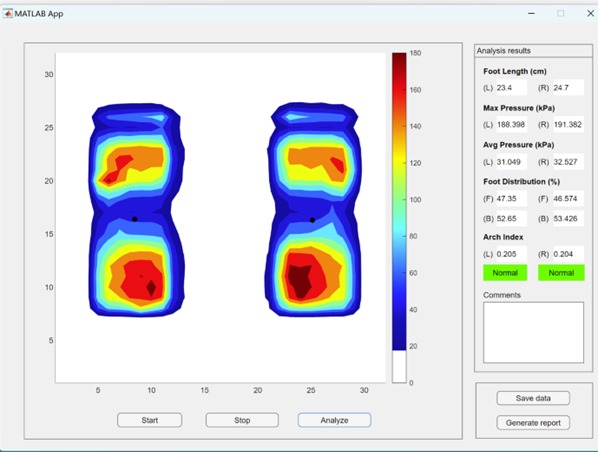 MATLAB App
180
160
140
120
100
80
60
40
20
0
30
25
20
15
10
5
5 10 15 20 25 30
Start Stop Analyze
Analysis results
Foot Length (cm)
(L) 23.4 (R) 24.7
Max Pressure (kPa)
(L) 188.398 (R) 191.382
Avg Pressure (kPa)
(L) 31.049 (R) 32.527
Foot Distribution (%)
(F) 47.35 (F) 46.574
(B) 52.65 (B) 53.426
Arch Index
(L) 0.205 (R) 0.204
Normal Normal
Comments
Save data
Generate report